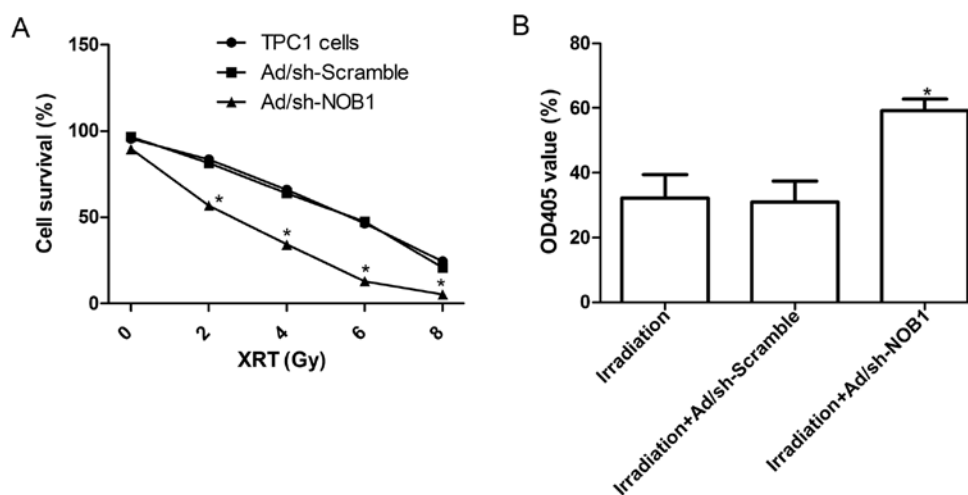 A
150
100
50
0
Cell survival (%)
TPC1 cells
Ad/sh-Scramble
Ad/sh-NOB1
*
*
*
*
0 2 4 6 8
XRT (Gy)
B
80
60
40
20
0
OD405 value (%)
*
Irradiation
Irradiation+Ad/sh-Scramble
Irradiation+Ad/sh-NOB1